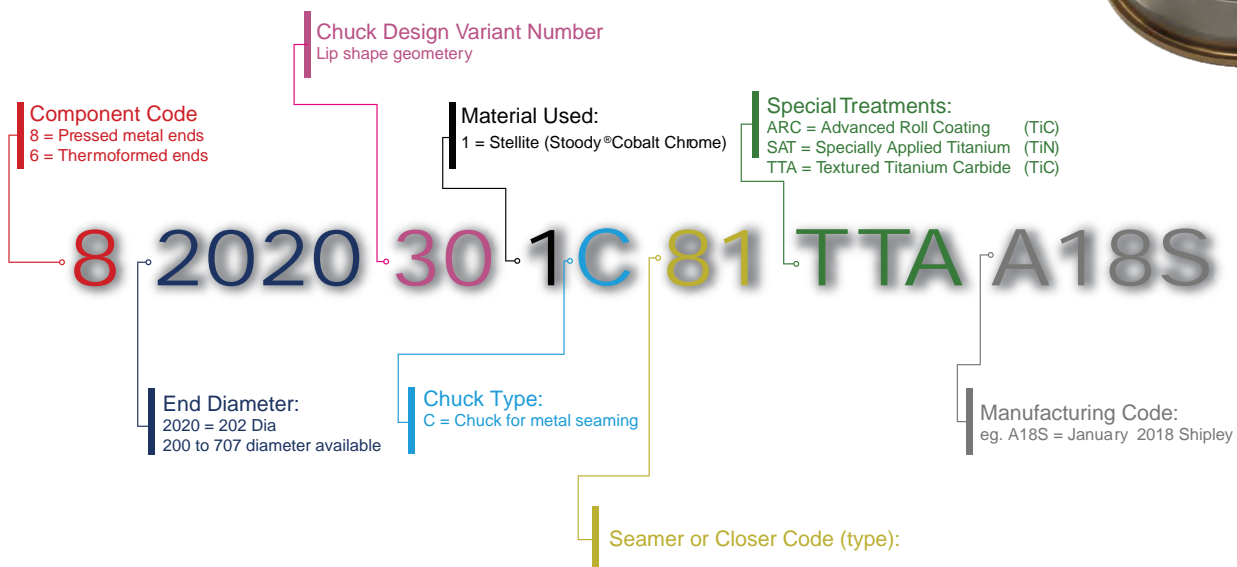 Chuck Design Variant Number
Lip shape geometery
Component Code
8 = Pressed metal ends
6 = Thermoformed ends
Material Used:
1 = Stellite (Stoody®Cobalt Chrome)
Special Treatments:
ARC = Advanced Roll Coating (TiC)
SAT = Specially Applied Titanium (TiN)
TTA = Textured Titanium Carbide (TiC)
8 2020 30 1C 81 TTA A18S
End Diameter:
2020 = 202 Dia
200 to 707 diameter available
Chuck Type:
C = Chuck for metal seaming
Manufacturing Code:
eg. A18S = January 2018 Shipley
Seamer or Closer Code (type):